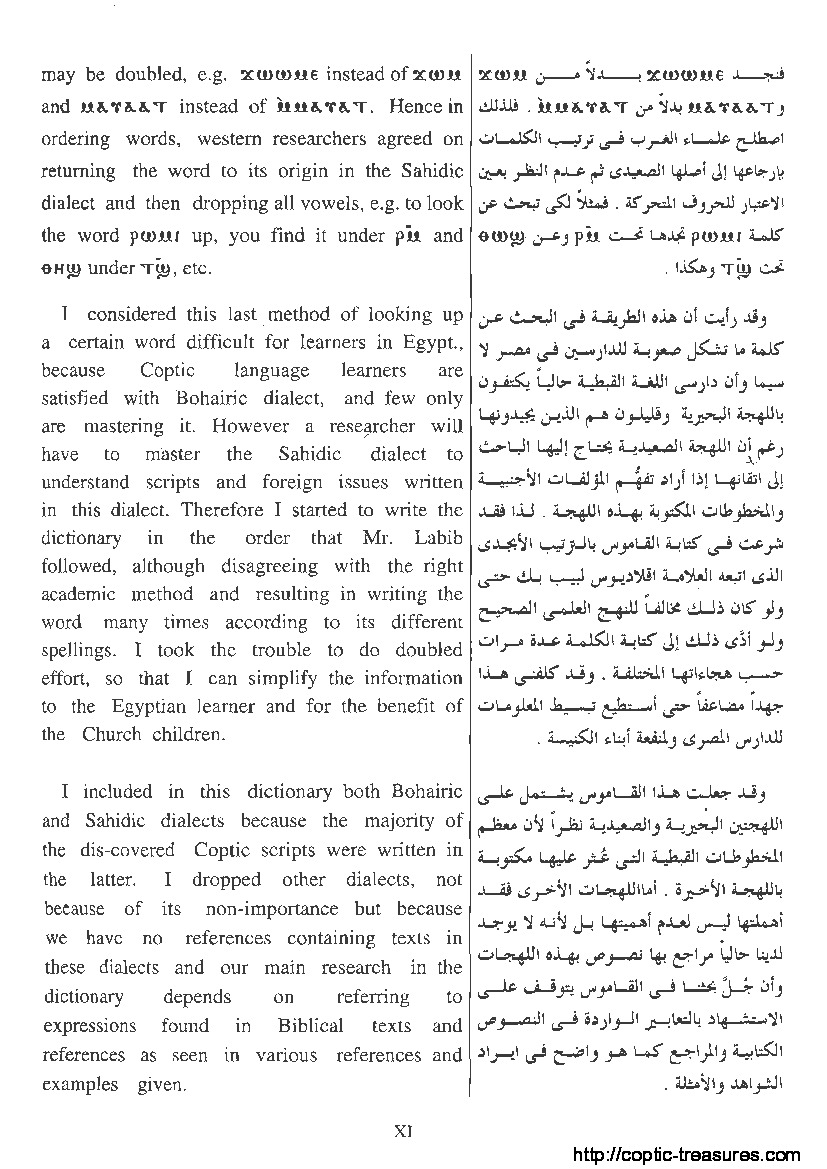 may be doubled, e.g. ϫⲱⲱⲙⲉ instead of ϫⲱⲙ
and ⲙⲁⲩⲁⲁⲧ instead of ⲙ̀ⲙⲁⲩⲁⲧ. Hence in
ordering words, western researchers agreed on
returning the word to its origin in the Sahidic
dialect and then dropping all vowels, e.g. to look
the word ⲣⲱⲙⲓ up, you find it under ⲣⲙ̄ and
ⲑⲏϣ under ⲧϣ̄, etc.
I considered this last method of looking up
a certain word difficult for learners in Egypt.,
because Coptic language learners are
satisfied with Bohairic dialect, and few only
are mastering it. However a researcher will
have to master the Sahidic dialect to
understand scripts and foreign issues written
in this dialect. Therefore I started to write the
dictionary in the order that Mr. Labib
followed, although disagreeing with the right
academic method and resulting in writing the
word many times according to its different
spellings. I took the trouble to do doubled
effort, so that I can simplify the information
to the Egyptian learner and for the benefit of
the Church children.
I included in this dictionary both Bohairic
and Sahidic dialects because the majority of
the dis-covered Coptic scripts were written in
the latter. I dropped other dialects, not
because of its non-importance but because
we have no references containing texts in
these dialects and our main research in the
dictionary depends on referring to
expressions found in Biblical texts and
references as seen in various references and
examples given.
فنجد ϫⲱⲱⲙⲉ بدلاً من ϫⲱⲙ
وⲙⲁⲩⲁⲁⲧ بدلاً من ⲙ̀ⲙⲁⲩⲁⲧ . فلذلك
اصطلح علماء الغرب فى ترتيب الكلمات
بارجاعها إلى أصلها الصعيدى ثم عدم النظر بعين
الاعتبار للحروف المتحركة . فمثلاً لكى تبحث عن
كلمة ⲣⲱⲙⲓ تجدها تحت ⲣⲙ̄ وعن ⲑⲱϣ
تحت ⲧϣ̄ وهكذا .
وقد رأيت أن هذه الطريقة فى البحث عن
كلمة ما تشكل صعوبة للدارسين فى مصر لا
سيما وأن دارسى اللغة القبطية حالياً يكتفون
باللهجة البحيرية وقليلون هم الذين يجيدونها
رغم أن اللهجة الصعيدية يحتاج إليها الباحث
إلى اتقانها إذا أراد تفهُّم المؤلفات الأجنبية
والمخطوطات المكتوبة بهذه اللهجة . لذا فقد
شرعت فى كتابة القاموس بالترتيب الأبجدى
الذى اتبعه العلامة اقلاديوس لبيب بك حتى
ولو كان ذلك مخالفاً للنهج العلمى الصحيح
ولو أدَّى ذلك إلى كتابة الكلمة عدة مرات
حسب هجاءاتها المختلفة . وقد كلفنى هذا
جهداً مضاعفاً حتى أستطيع تبسيط المعلومات
للدارس المصرى ولمنفعة أبناء الكنيسة .
وقد جعلت هذا القاموس يشتمل على
اللهجتين البُحيرية والصعيدية نظراً لأن معظم
المخطوطات القبطية التى عُثر عليها مكتوبة
باللهجة الأخيرة . أمااللهجات الأخرى فقد
أهملتها ليس لعدم أهميتها بل لأنه لا يوجد
لدينا حالياً مراجع بها نصوص بهذه اللهجات
وأن جُلَّ بحثنا فى القاموس يتوقف على
الاستشهاد بالتعابير الواردة فى النصوص
الكتابية والمراجع كما هو واضح فى ايراد
الشواهد والأمثلة .
XI
http://coptic-treasures.com